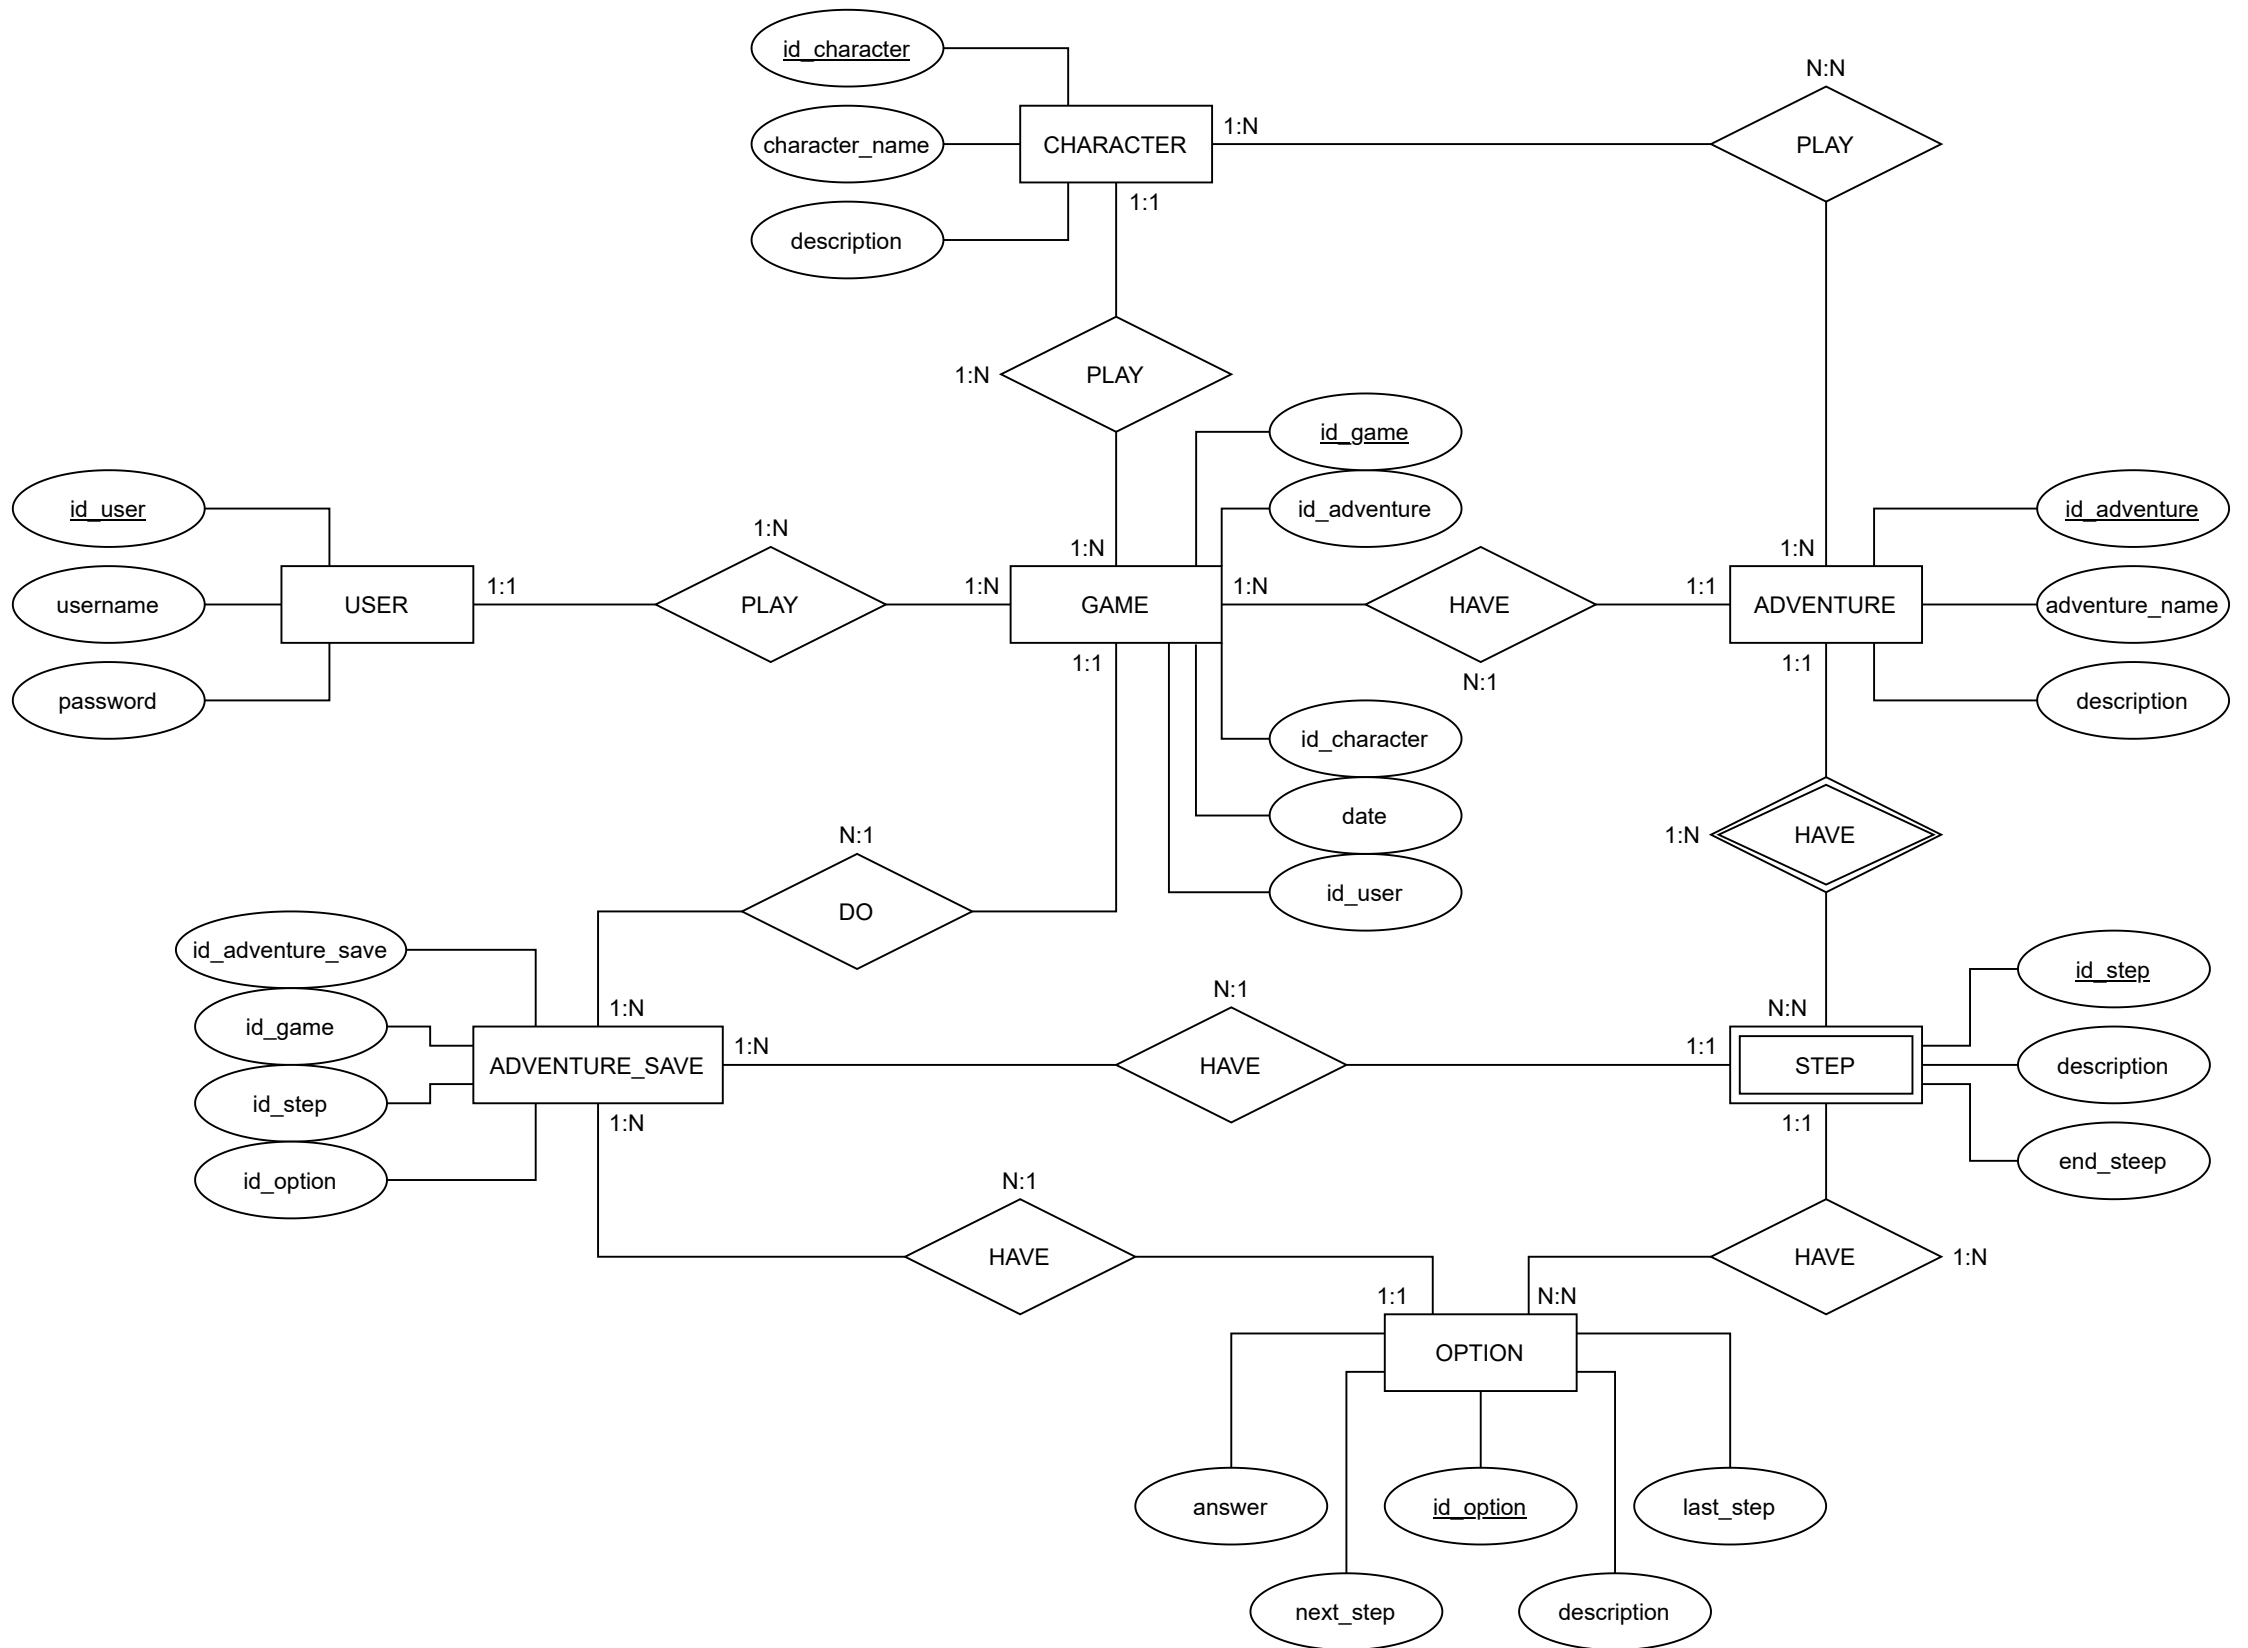 id_character
N:N
1:N
character_name
CHARACTER
PLAY
1:1
description
1:N
PLAY
id_game
id_user
id_adventure
id_adventure
1:N
1:N
1:N
1:1
1:N
1:N
1:1
username
USER
PLAY
GAME
HAVE
ADVENTURE
adventure_name
1:1
1:1
N:1
password
description
id_character
date
N:1
1:N
HAVE
id_user
DO
id_adventure_save
id_step
N:1
1:N
N:N
id_game
1:N
1:1
ADVENTURE_SAVE
HAVE
STEP
description
id_step
1:N
1:1
end_steep
id_option
N:1
HAVE
HAVE
1:N
1:1
N:N
OPTION
answer
id_option
last_step
next_step
description